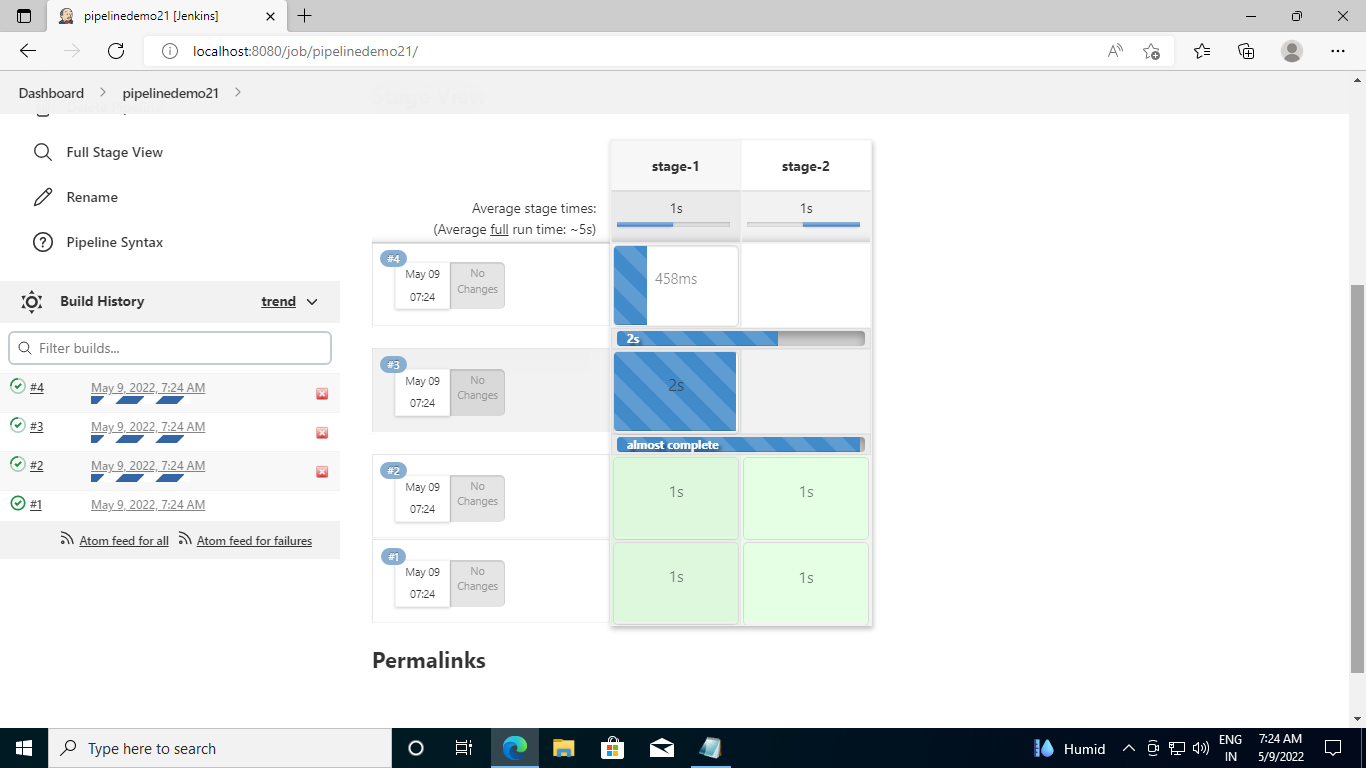 pipelinedemo21 [Jenkins]
localhost:8080/job/pipelinedemo21/
Dashboard
pipelinedemo21
Full Stage View
Rename
Pipeline Syntax
Build History
trend
Filter builds...
#4
May 9, 2022, 7:24 AM
#3
May 9, 2022, 7:24 AM
#2
May 9, 2022, 7:24 AM
#1
May 9, 2022, 7:24 AM
Atom feed for all
Atom feed for failures
Stage View
stage-1
stage-2
Average stage times:
(Average full run time: ~5s)
1s
1s
#4
May 09
07:24
No
Changes
458ms
2s
#3
May 09
07:24
No
Changes
2s
almost complete
#2
May 09
07:24
No
Changes
1s
1s
#1
May 09
07:24
No
Changes
1s
1s
Permalinks
Type here to search
Humid
ENG
IN
7:24 AM
5/9/2022